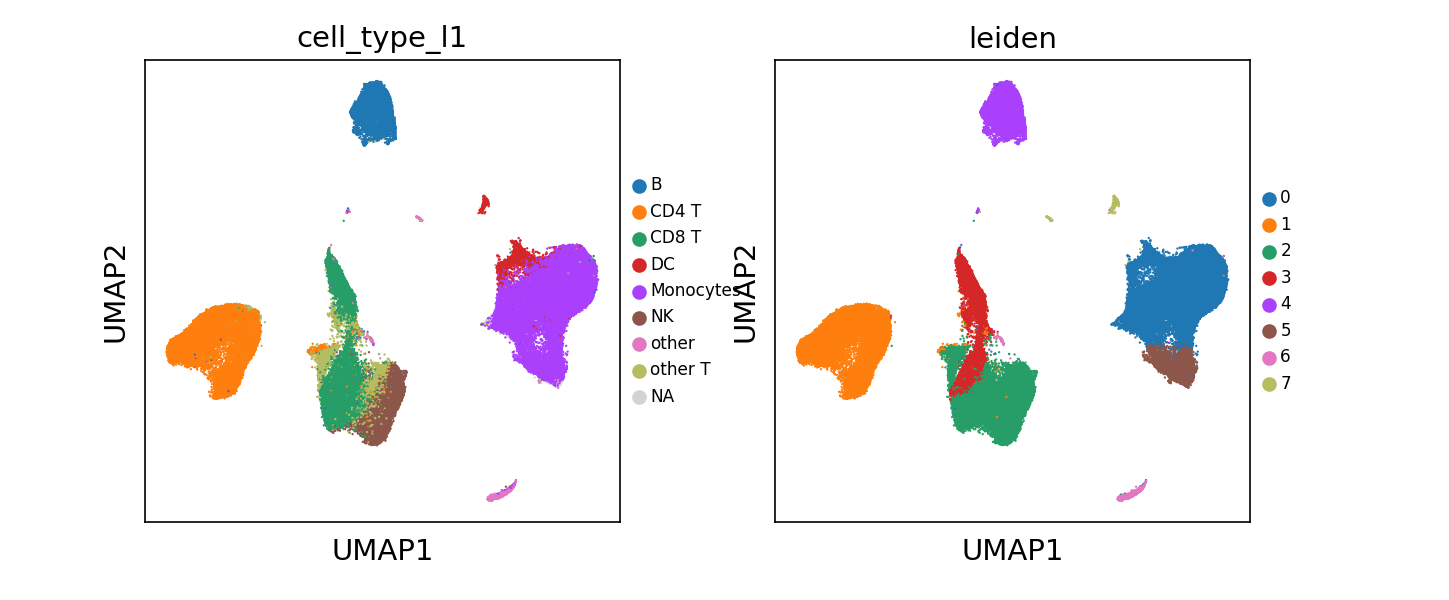 cell_type_l1
UMAP2
UMAP1
B
CD4 T
CD8 T
DC
Monocytes
NK
other
other T
NA
leiden
UMAP2
UMAP1
0
1
2
3
4
5
6
7